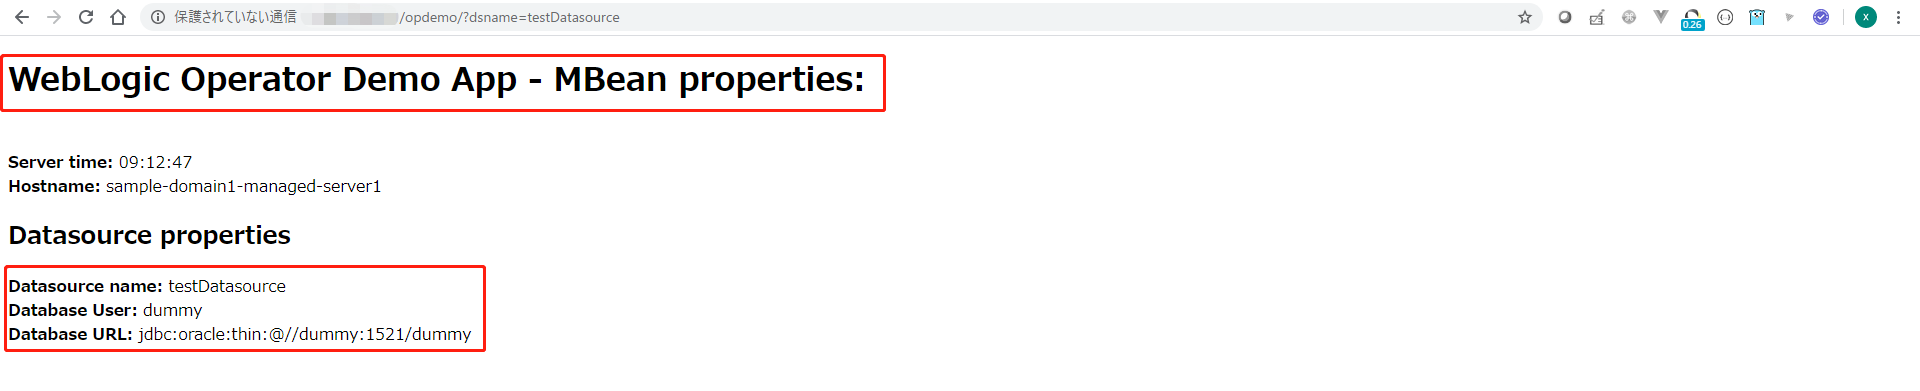 保護されていない通信 /opdemo/?dsname=testDatasource
0.26
x
WebLogic Operator Demo App - MBean properties:
Server time: 09:12:47
Hostname: sample-domain1-managed-server1
Datasource properties
Datasource name: testDatasource
Database User: dummy
Database URL: jdbc:oracle:thin:@//dummy:1521/dummy